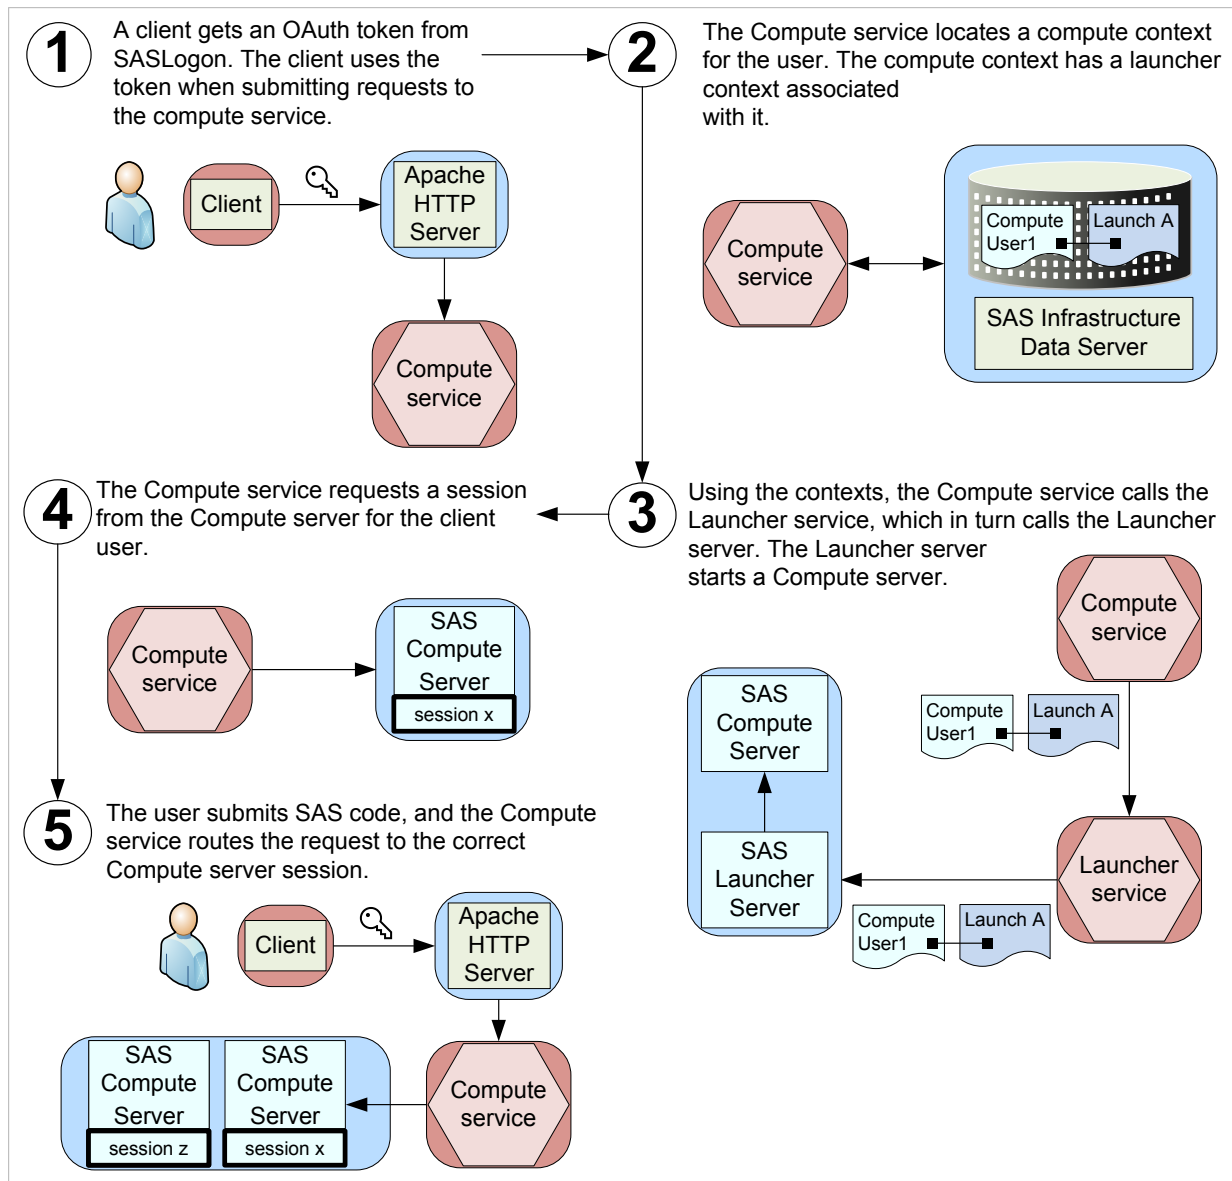 1
A client gets an OAuth token from
SASLogon. The client uses the
token when submitting requests to
the compute service.
Client
Apache
HTTP
Server
Compute
service
2
The Compute service locates a compute context
for the user. The compute context has a launcher
context associated
with it.
Compute
service
Compute
User1
Launch A
SAS Infrastructure
Data Server
3
Using the contexts, the Compute service calls the
Launcher service, which in turn calls the Launcher
server. The Launcher server
starts a Compute server.
Compute
service
Compute
User1
Launch A
SAS
Compute
Server
SAS
Launcher
Server
Launcher
service
Compute
User1
Launch A
4
The Compute service requests a session
from the Compute server for the client
user.
Compute
service
SAS
Compute
Server
session x
5
The user submits SAS code, and the Compute
service routes the request to the correct
Compute server session.
Client
Apache
HTTP
Server
SAS
Compute
Server
session z
SAS
Compute
Server
session x
Compute
service